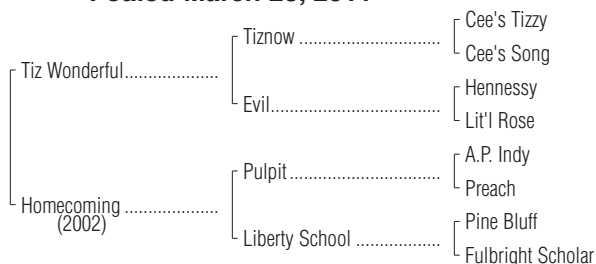 Foaled March 28, 2011
Cee's Tizzy
Tiznow
Cee's Song
Tiz Wonderful
Hennessy
Evil
Lit'l Rose
A.P. Indy
Pulpit
Preach
Homecoming
(2002)
Pine Bluff
Liberty School
Fulbright Scholar